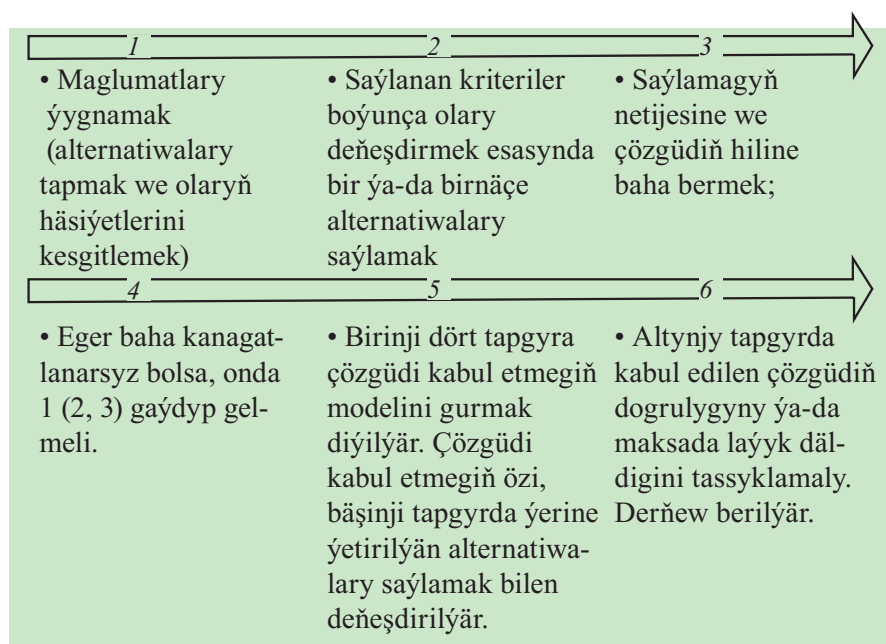 1 2 3
• Maglumatlary
ýygnamak
(alternatiwalary
tapmak we olaryň
häsiýetlerini
kesgitlemek)
• Saýlanan kriteriler
boýunça olary
deňeşdirmek esasynda
bir ýa-da birnäçe
alternatiwalary
saýlamak
• Saýlamagyň
netijesine we
çözgüdiň hiline
baha bermek;
4 5 6
• Eger baha kanagat-
lanarsyz bolsa, onda
1 (2, 3) gaýdyp gel-
meli.
• Birinji dört tapgyra
çözgüdi kabul etmegiň
modelini gurmak
diýilýär. Çözgüdi
kabul etmegiň özi,
bäşinji tapgyrda ýerine
ýetirilýän alternatiwa-
lary saýlamak bilen
deňeşdirilýär.
• Altynjy tapgyrda
kabul edilen çözgüdiň
dogrulygyny ýa-da
maksada laýyk däl-
digini tassyklamaly.
Derňew berilýär.